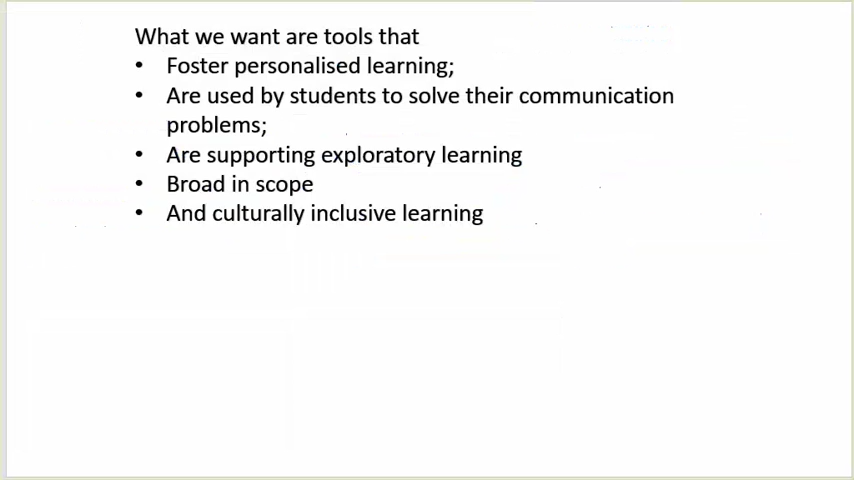 What we want are tools that
• Foster personalised learning;
• Are used by students to solve their communication
problems;
• Are supporting exploratory learning
• Broad in scope
• And culturally inclusive learning